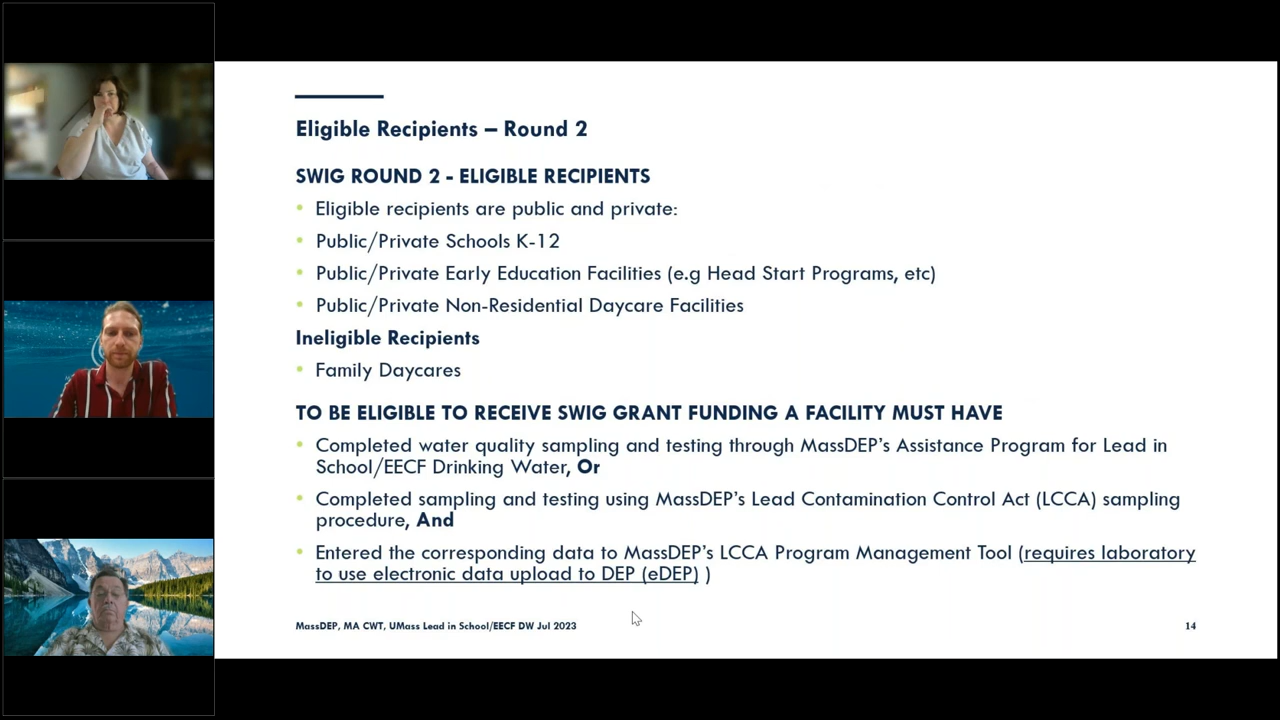 Eligible Recipients – Round 2
SWIG ROUND 2 - ELIGIBLE RECIPIENTS
• Eligible recipients are public and private:
• Public/Private Schools K-12
• Public/Private Early Education Facilities (e.g Head Start Programs, etc)
• Public/Private Non-Residential Daycare Facilities
Ineligible Recipients
• Family Daycares
TO BE ELIGIBLE TO RECEIVE SWIG GRANT FUNDING A FACILITY MUST HAVE
• Completed water quality sampling and testing through MassDEP's Assistance Program for Lead in
School/EECF Drinking Water, Or
• Completed sampling and testing using MassDEP's Lead Contamination Control Act (LCCA) sampling
procedure, And
• Entered the corresponding data to MassDEP's LCCA Program Management Tool (requires laboratory
to use electronic data upload to DEP (eDEP) )
MassDEP, MA CWT, UMass Lead in School/EECF DW Jul 2023
14